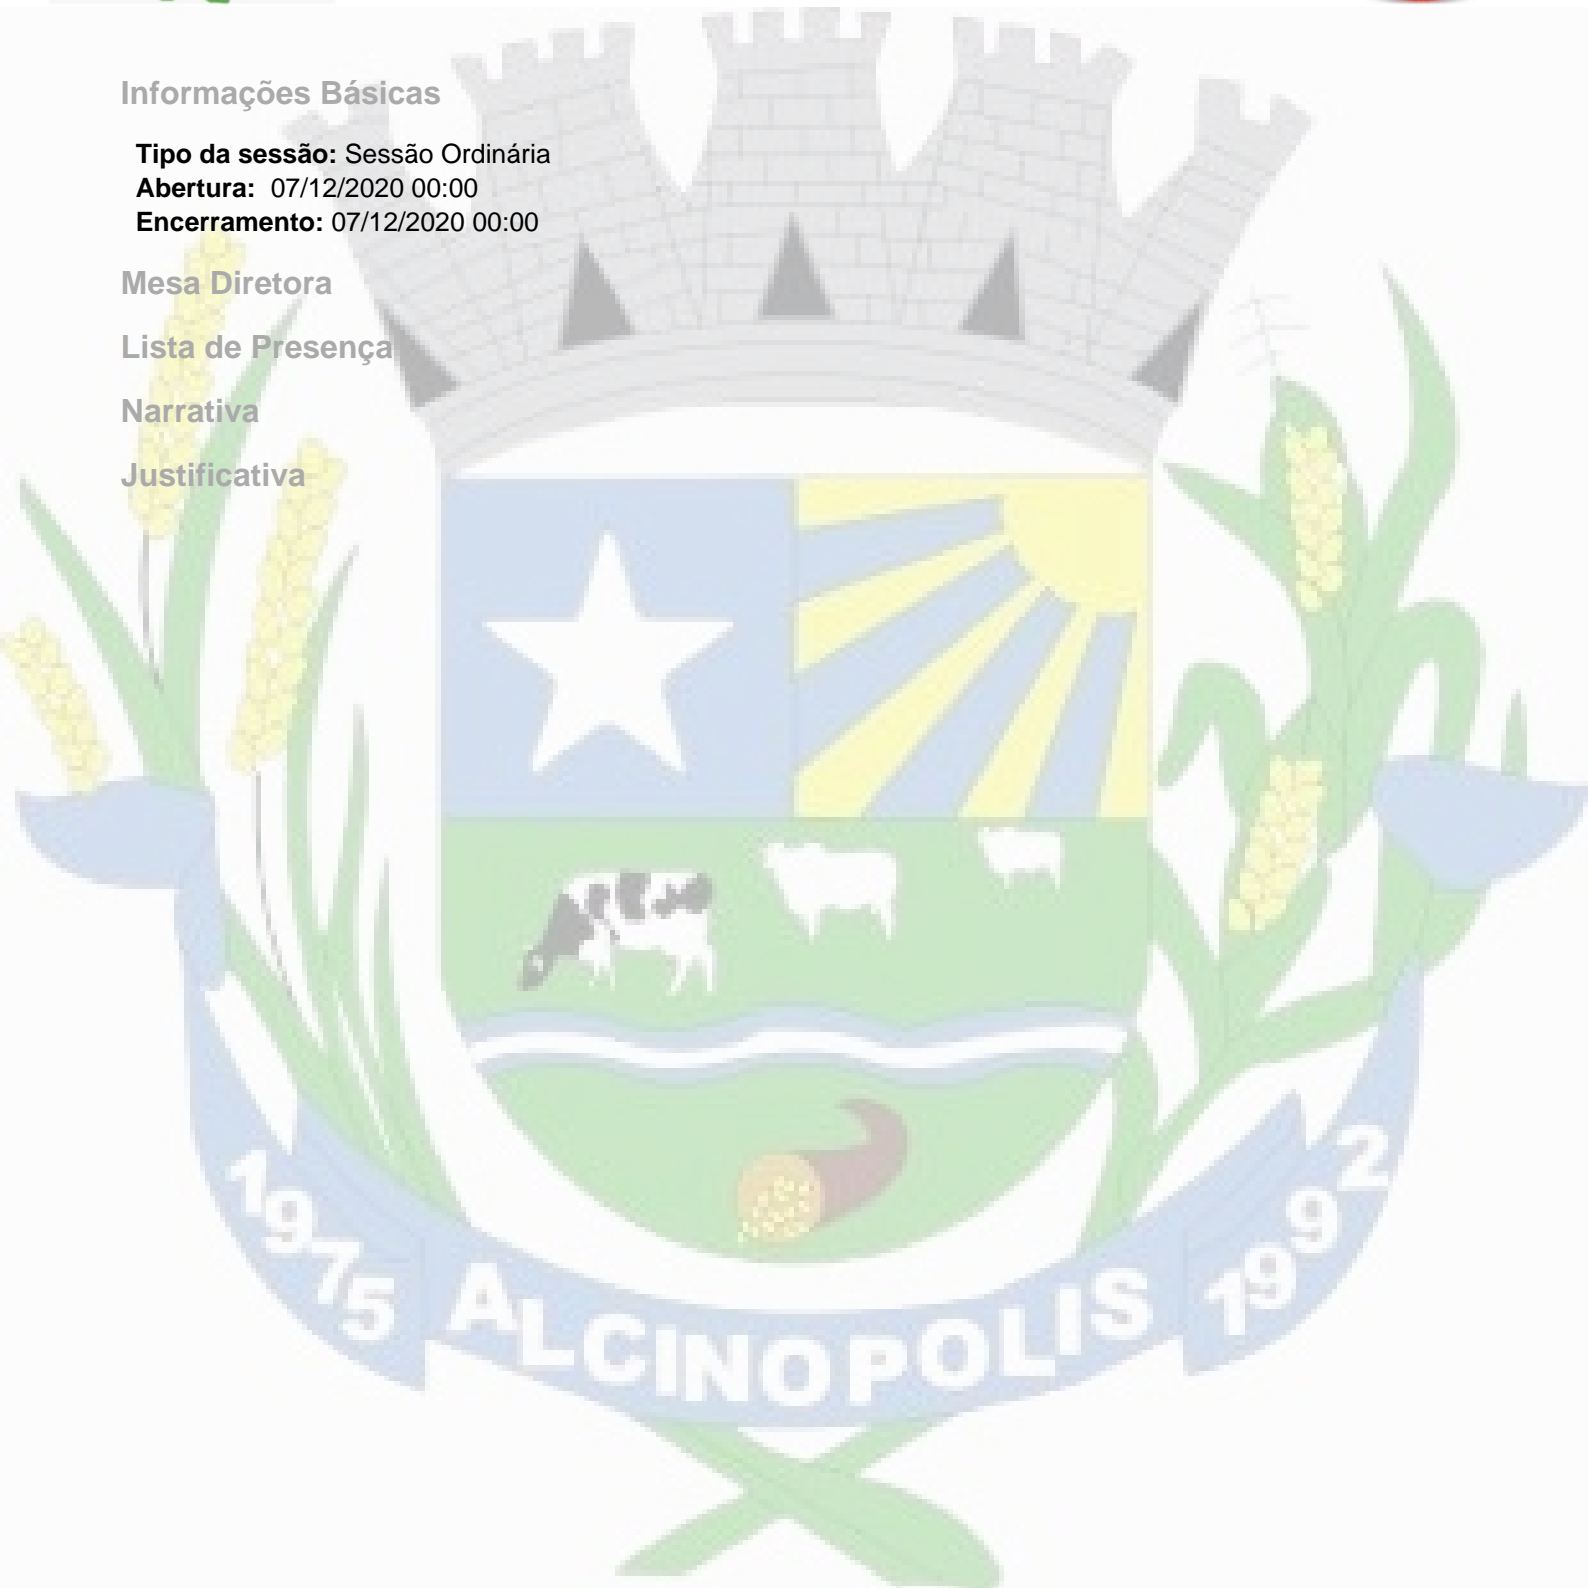 Informações Básicas
Tipo da sessão: Sessão Ordinária
Abertura: 07/12/2020 00:00
Encerramento: 07/12/2020 00:00
Mesa Diretora
Lista de Presença
Narrativa
Justificativa
1975 ALCINOPOLIS 1992